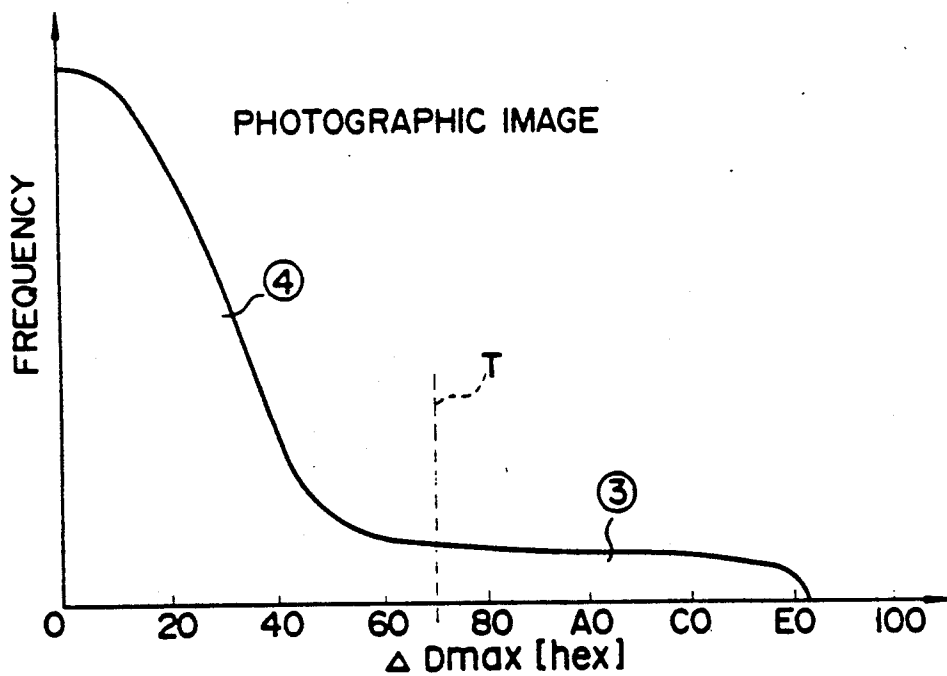 PHOTOGRAPHIC IMAGE
FREQUENCY
④
T
③
0 20 40 60 80 A0 C0 E0 100
Δ Dmax [hex]